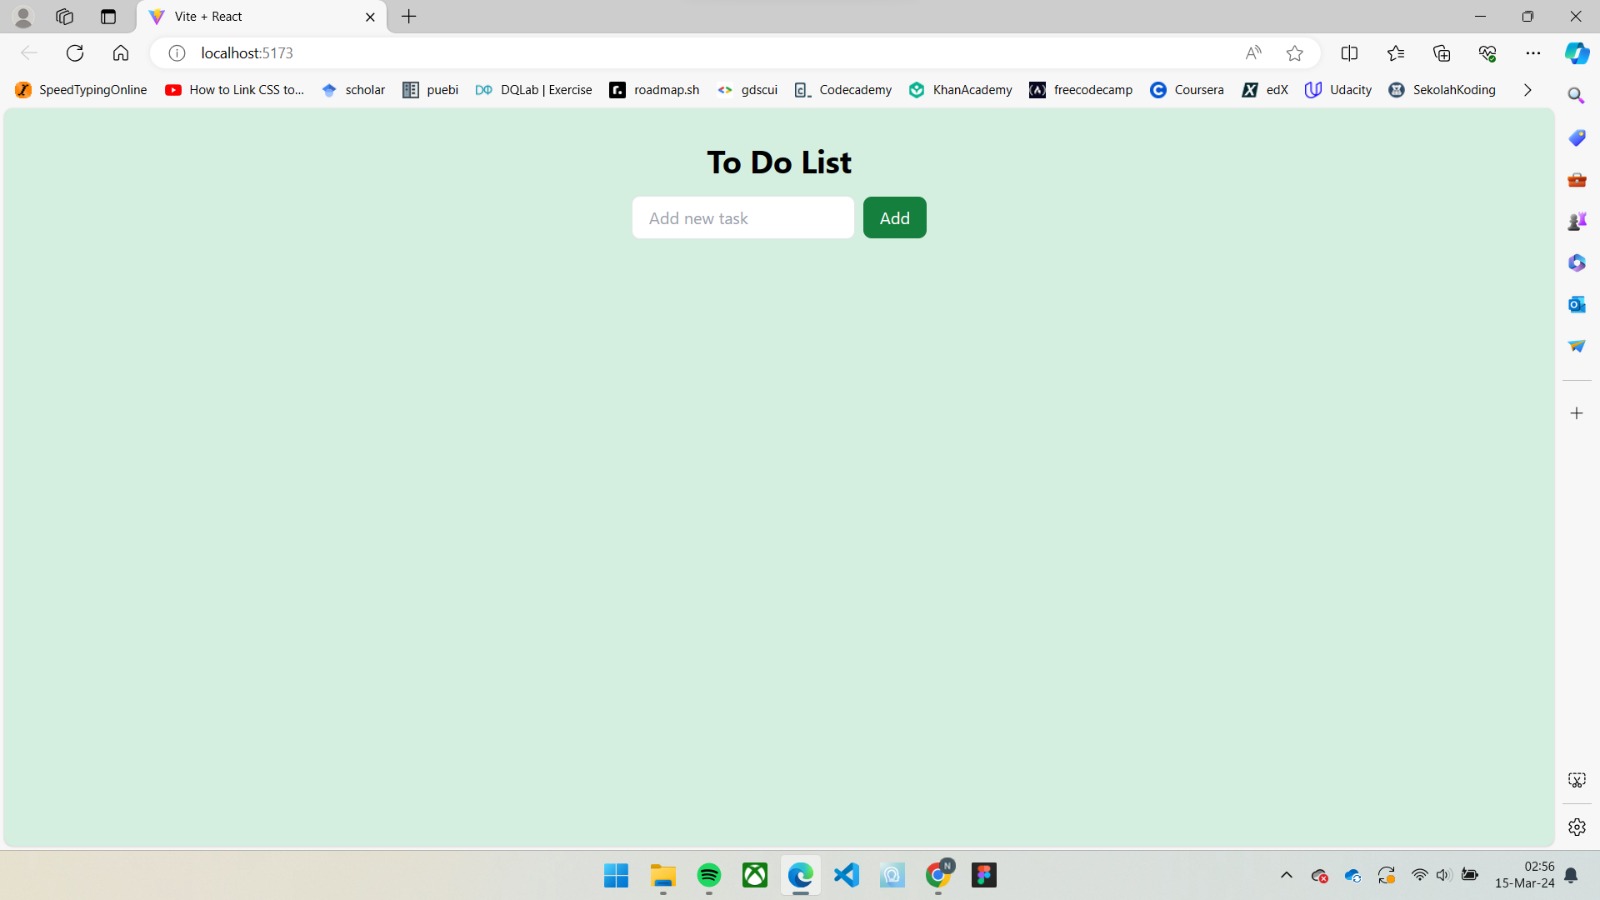 Vite + React
localhost:5173
SpeedTypingOnline How to Link CSS to... scholar puebi DQLab | Exercise roadmap.sh gdscui Codecademy KhanAcademy freecodecamp Coursera edX Udacity SekolahKoding
To Do List
Add new task Add
N
02:56
15-Mar-24